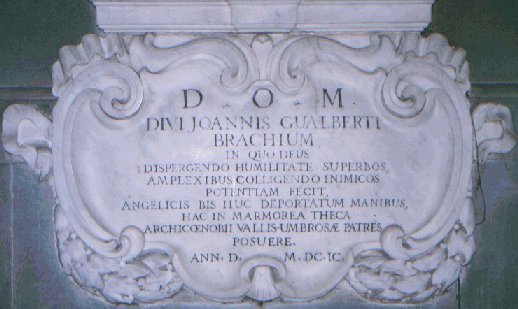 D . O . M .
DIVI JOANNIS GUALBERTI
BRACHIUM
IN QUO DEUS
DISPERGENDO HUMILITATE SUPERBOS,
AMPLEXIBUS COLLIGENDO INIMICOS
POTENTIAM FECIT,
ANGELICIS BIS HUC DEPORTATUM MANIBUS,
HAC IN MARMOREA THECA
ARCHICŒNOBII VALLIS-UMBROSÆ PATRES
POSUERE.
ANN. D. M. DC. IC.